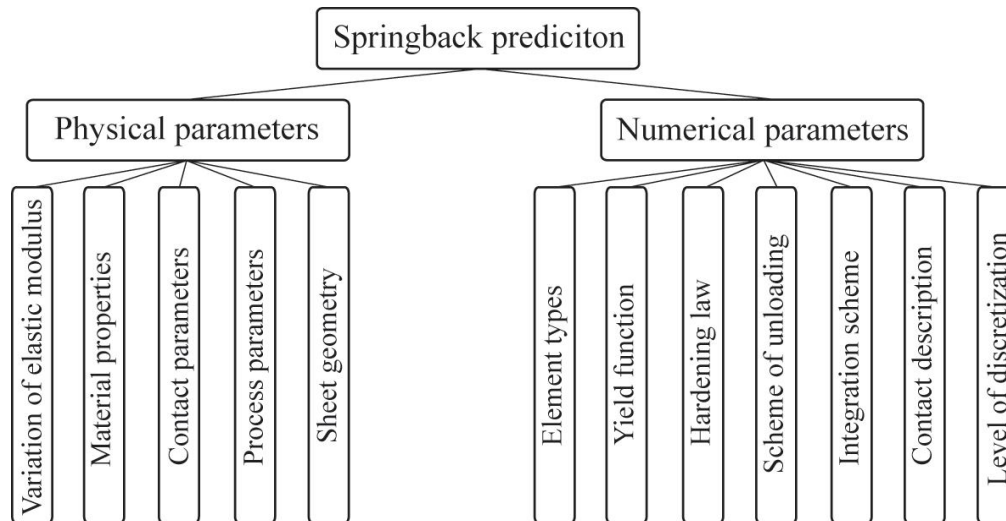 Springback prediciton
Physical parameters
Numerical parameters
Variation of elastic modulus
Material properties
Contact parameters
Process parameters
Sheet geometry
Element types
Yield function
Hardening law
Scheme of unloading
Integration scheme
Contact description
Level of discretization